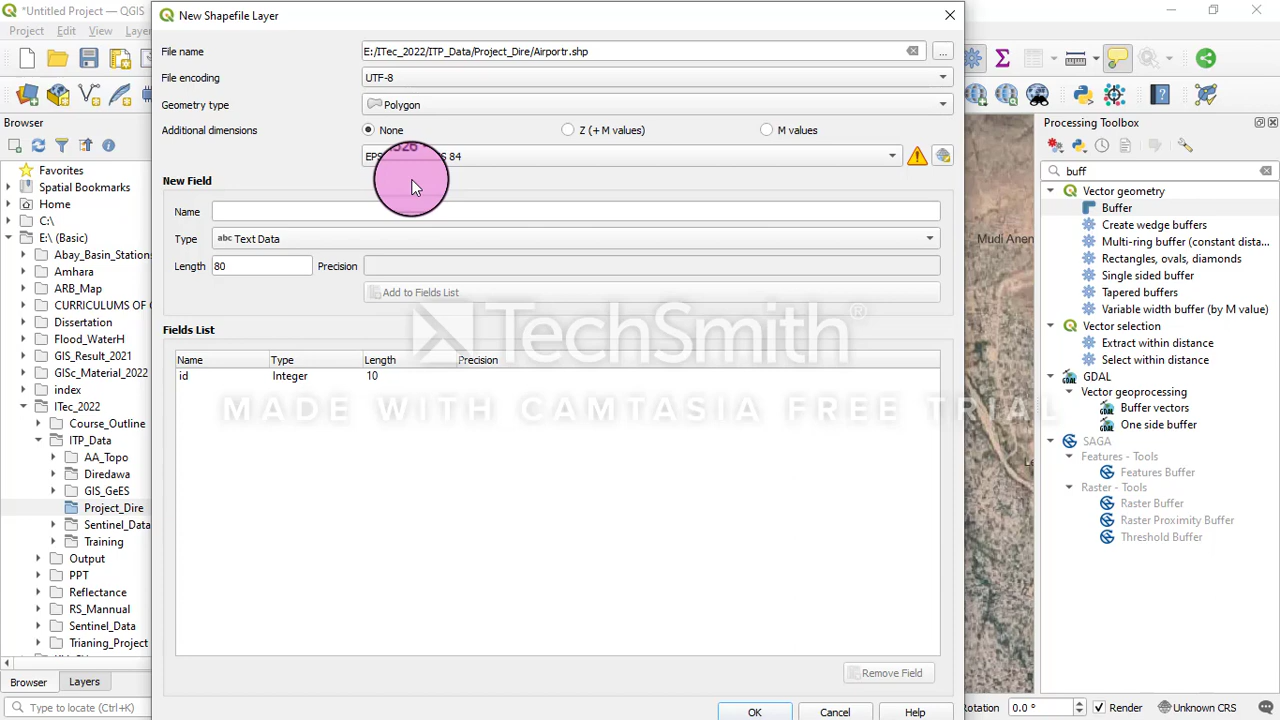 *Untitled Project — QGIS
New Shapefile Layer
Project Edit View Layer
File name E:/ITec_2022/ITP_Data/Project_Dire/Airportr.shp ...
File encoding UTF-8
Geometry type Polygon
Additional dimensions None Z (+ M values) M values
Browser
Processing Toolbox
buff
New Field
Name
Type abc Text Data
Length 80 Precision
Add to Fields List
Fields List
Name Type Length Precision
id Integer 10
TechSmith®
MADE WITH CAMTASIA FREE TRIAL
Remove Field
OK Cancel Help
Favorites
Spatial Bookmarks
Home
C:\
E:\ (Basic)
Abay_Basin_Stations
Amhara
ARB_Map
CURRICULUMS OF C
Dissertation
Flood_WaterH
GIS_Result_2021
GISc_Material_2022
index
ITec_2022
Course_Outline
ITP_Data
AA_Topo
Diredawa
GIS_GeES
Project_Dire
Sentinel_Data
Training
Output
PPT
Reflectance
RS_Mannual
Sentinel_Data
Trianing_Project
Browser Layers
Type to locate (Ctrl+K)
Mudi Anen
Vector geometry
Buffer
Create wedge buffers
Multi-ring buffer (constant dista...
Rectangles, ovals, diamonds
Single sided buffer
Tapered buffers
Variable width buffer (by M value)
Vector selection
Extract within distance
Select within distance
GDAL
Vector geoprocessing
Buffer vectors
One side buffer
SAGA
Features - Tools
Features Buffer
Raster - Tools
Raster Buffer
Raster Proximity Buffer
Threshold Buffer
otation 0.0 ° Render Unknown CRS